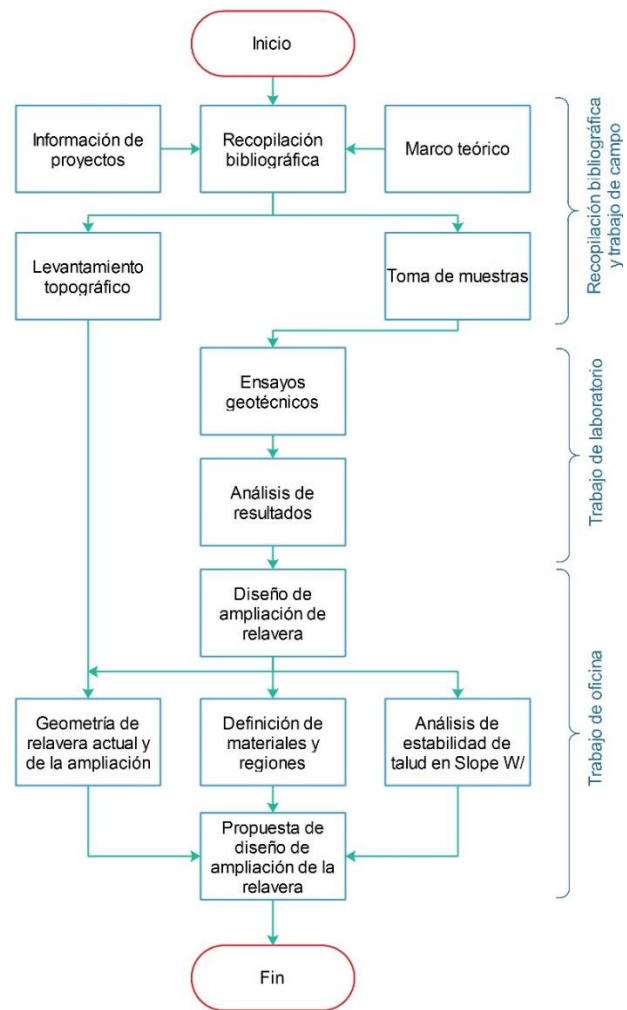 Inicio
Información de
proyectos
Recopilación
bibliográfica
Marco teórico
Levantamiento
topográfico
Toma de muestras
Recopilación bibliográfica
y trabajo de campo
Ensayos
geotécnicos
Análisis de
resultados
Trabajo de laboratorio
Diseño de
ampliación de
relavera
Geometría de
relavera actual y
de la ampliación
Definición de
materiales y
regiones
Análisis de
estabilidad de
talud en Slope W/
Propuesta de
diseño de
ampliación de la
relavera
Trabajo de oficina
Fin